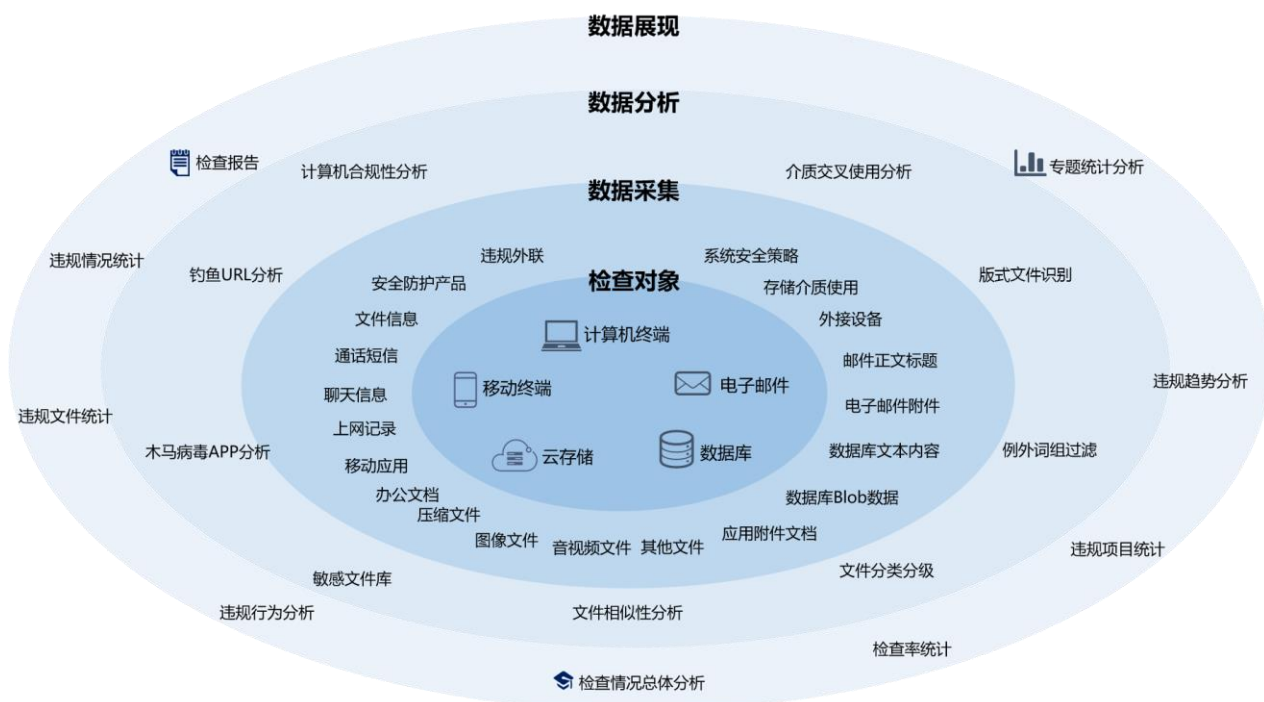 数据展现
数据分析
检查报告
计算机合规性分析
介质交叉使用分析
专题统计分析
数据采集
违规外联
系统安全策略
违规情况统计
钓鱼URL分析
安全防护产品
检查对象
存储介质使用
版式文件识别
文件信息
计算机终端
外接设备
通话短信
邮件正文标题
聊天信息
移动终端
电子邮件
违规趋势分析
电子邮件附件
违规文件统计
上网记录
木马病毒APP分析
移动应用
云存储
数据库
数据库文本内容
例外词组过滤
办公文档
数据库Blob数据
压缩文件
图像文件
音视频文件
其他文件
应用附件文档
违规项目统计
敏感文件库
文件分类分级
违规行为分析
文件相似性分析
检查率统计
检查情况总体分析